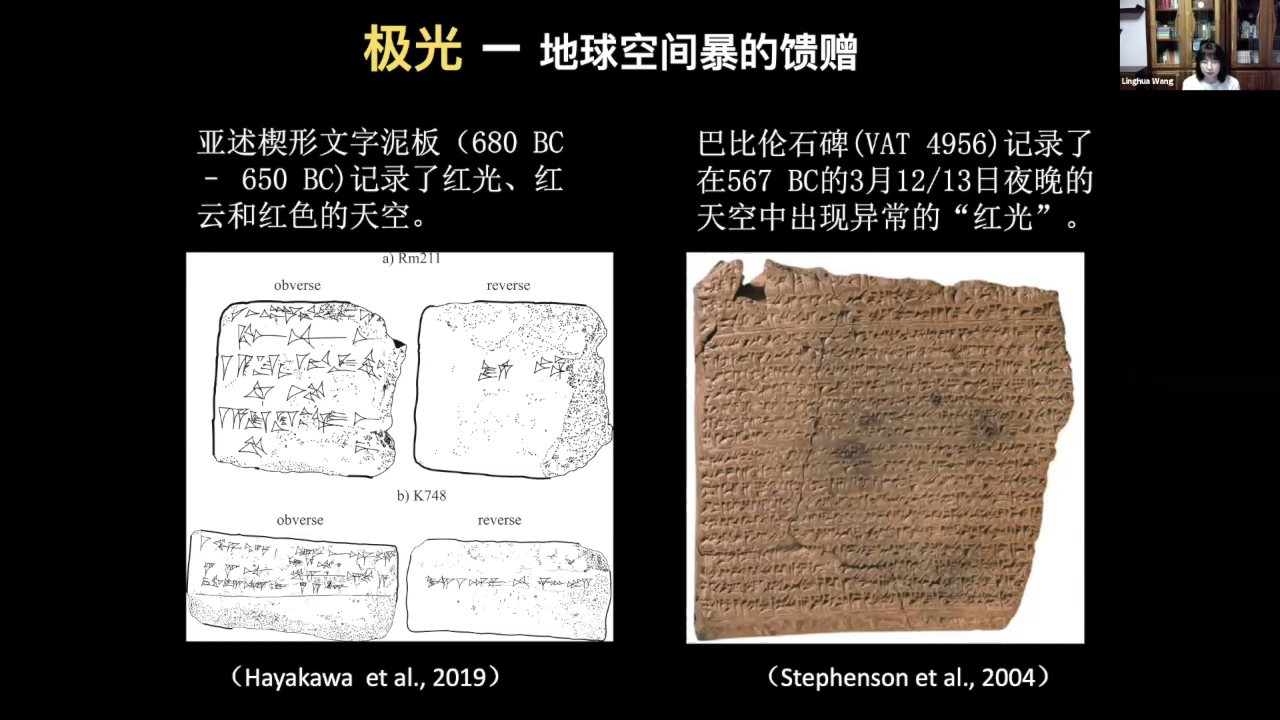 极光 — 地球空间暴的馈赠
Linghua Wang
亚述楔形文字泥板（680 BC
– 650 BC)记录了红光、红
云和红色的天空。
巴比伦石碑(VAT 4956)记录了
在567 BC的3月12/13日夜晚的
天空中出现异常的“红光”。
a) Rm211
obverse
reverse
b) K748
obverse
reverse
（Hayakawa et al., 2019）
（Stephenson et al., 2004）